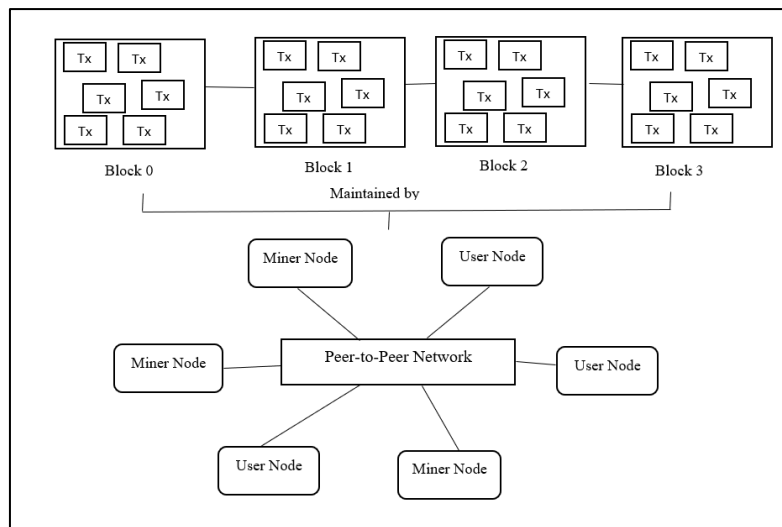 Tx Tx Tx Tx Tx Tx Tx Tx
Tx Tx Tx Tx Tx Tx Tx Tx
Tx Tx Tx Tx Tx Tx Tx Tx
Block 0 Block 1 Block 2 Block 3
Maintained by
Miner Node User Node
Peer-to-Peer Network
Miner Node User Node
User Node Miner Node